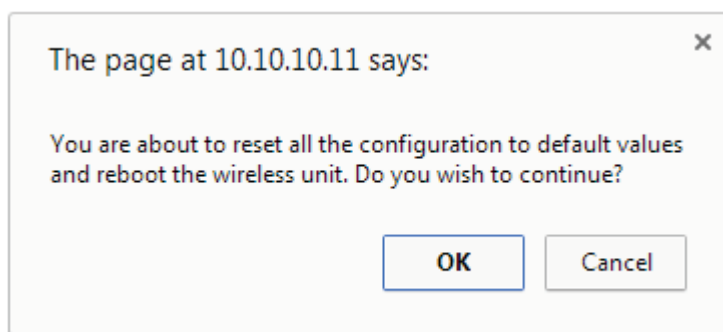 The page at 10.10.10.11 says:
You are about to reset all the configuration to default values
and reboot the wireless unit. Do you wish to continue?
OK
Cancel